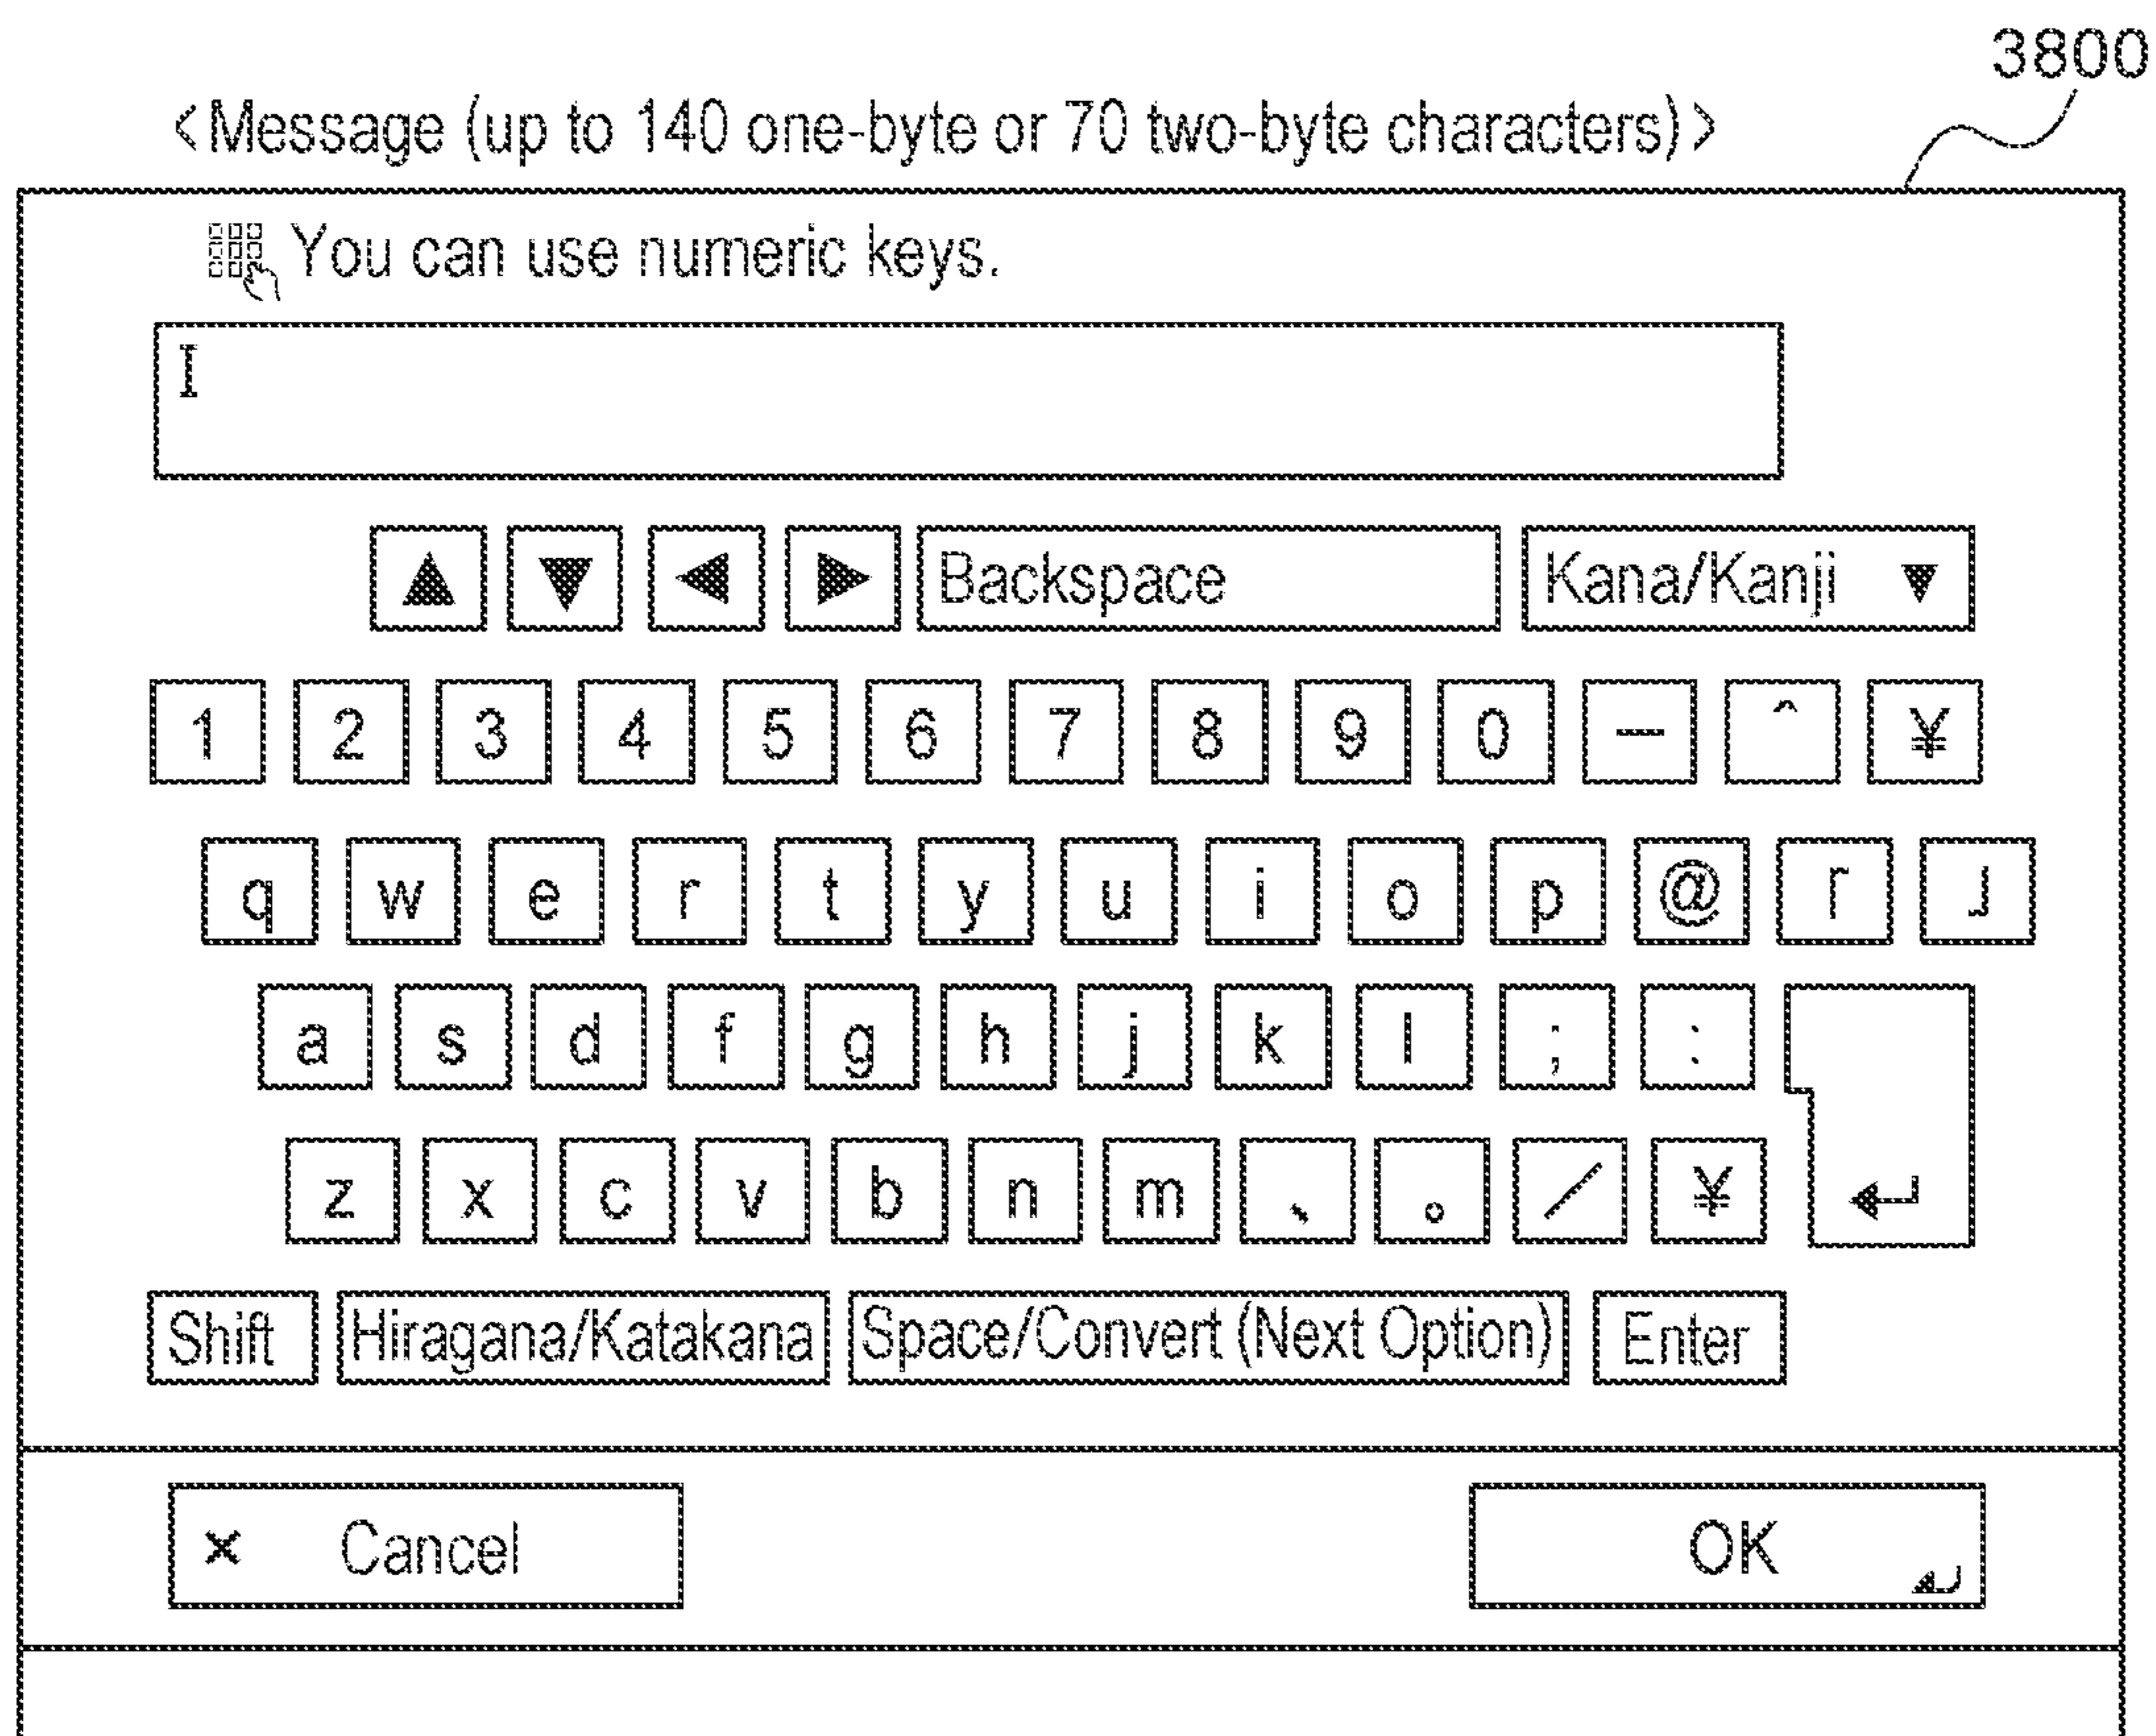 3800
<Message (up to 140 one-byte or 70 two-byte characters)>
You can use numeric keys.
▲ ▼ ◀ ▶ Backspace Kana/Kanji ▼
1 2 3 4 5 6 7 8 9 0 — ^ ¥
q w e r t y u i o p @ 「 」
a s d f g h j k l ; :
z x c v b n m 、 。 / ¥ ↵
Shift Hiragana/Katakana Space/Convert (Next Option) Enter
× Cancel OK ↵